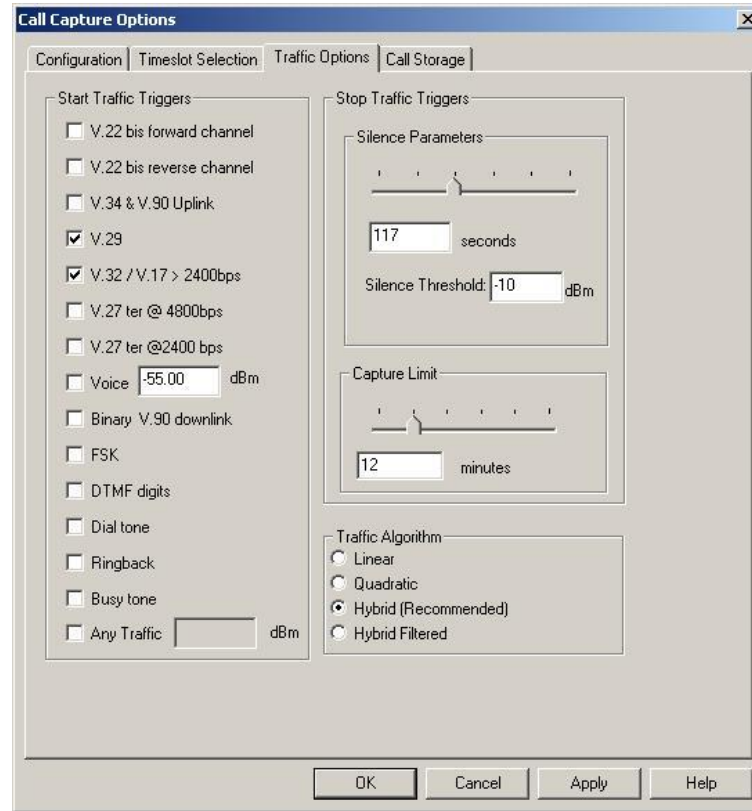 Call Capture Options
Configuration
Timeslot Selection
Traffic Options
Call Storage
Start Traffic Triggers
V.22 bis forward channel
V.22 bis reverse channel
V.34 & V.90 Uplink
V.29
V.32 / V.17 > 2400bps
V.27 ter @ 4800bps
V.27 ter @2400 bps
Voice -55.00 dBm
Binary V.90 downlink
FSK
DTMF digits
Dial tone
Ringback
Busy tone
Any Traffic dBm
Stop Traffic Triggers
Silence Parameters
117 seconds
Silence Threshold: -10 dBm
Capture Limit
12 minutes
Traffic Algorithm
Linear
Quadratic
Hybrid (Recommended)
Hybrid Filtered
OK
Cancel
Apply
Help